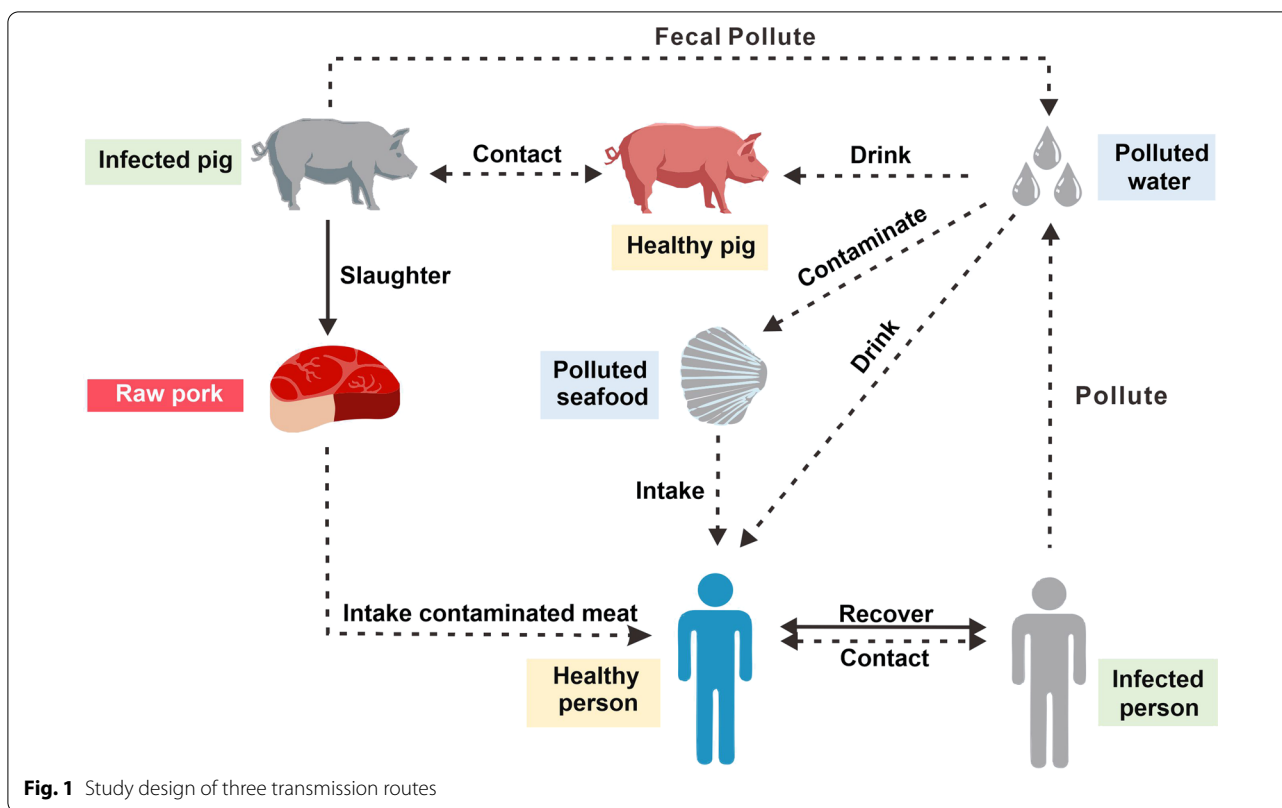 Fecal Pollute
Infected pig
Contact
Drink
Polluted
water
Healthy pig
Contaminate
Slaughter
Drink
Raw pork
Polluted
seafood
Pollute
Intake
Intake contaminated meat
Recover
Contact
Healthy
person
Infected
person
Fig. 1 Study design of three transmission routes